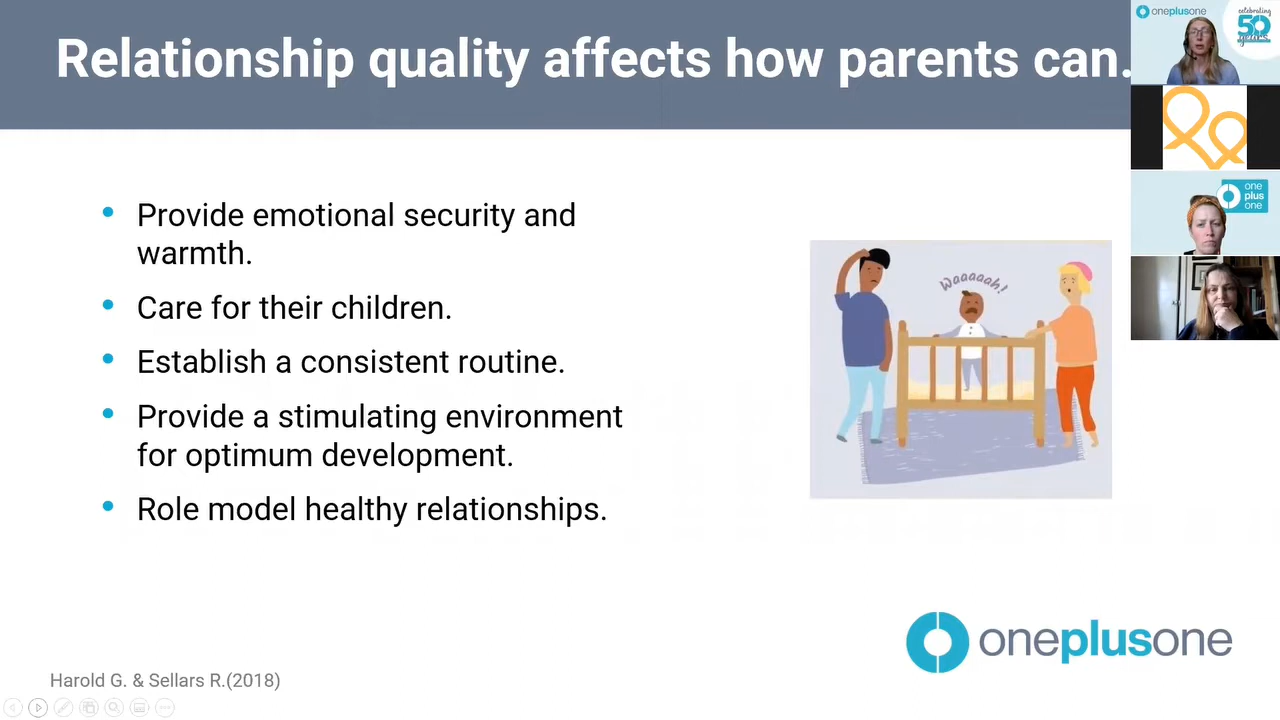 Relationship quality affects how parents can.
Provide emotional security and
warmth.
Care for their children.
Establish a consistent routine.
Provide a stimulating environment
for optimum development.
Role model healthy relationships.
Waaaaah!
oneplusone
Harold G. & Sellars R.(2018)
oneplusone
celebrating
50
years
one
plus
one